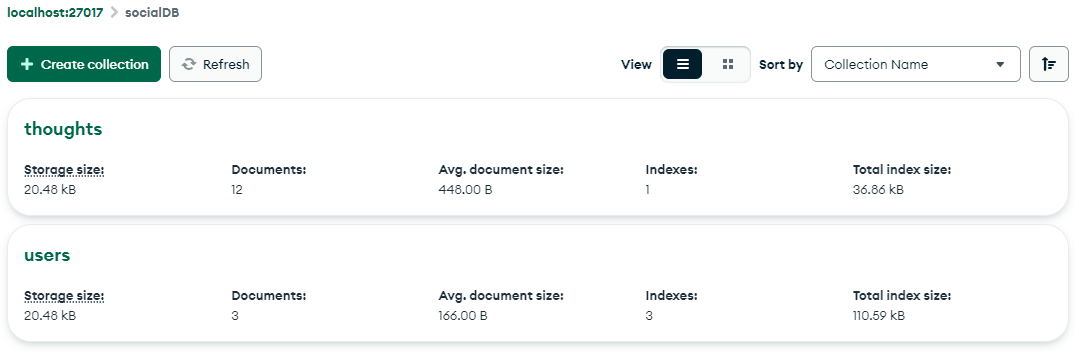 localhost:27017 > socialDB
+ Create collection Refresh View Sort by Collection Name
thoughts
Storage size: Documents: Avg. document size: Indexes: Total index size:
20.48 kB 12 448.00 B 1 36.86 kB
users
Storage size: Documents: Avg. document size: Indexes: Total index size:
20.48 kB 3 166.00 B 3 110.59 kB